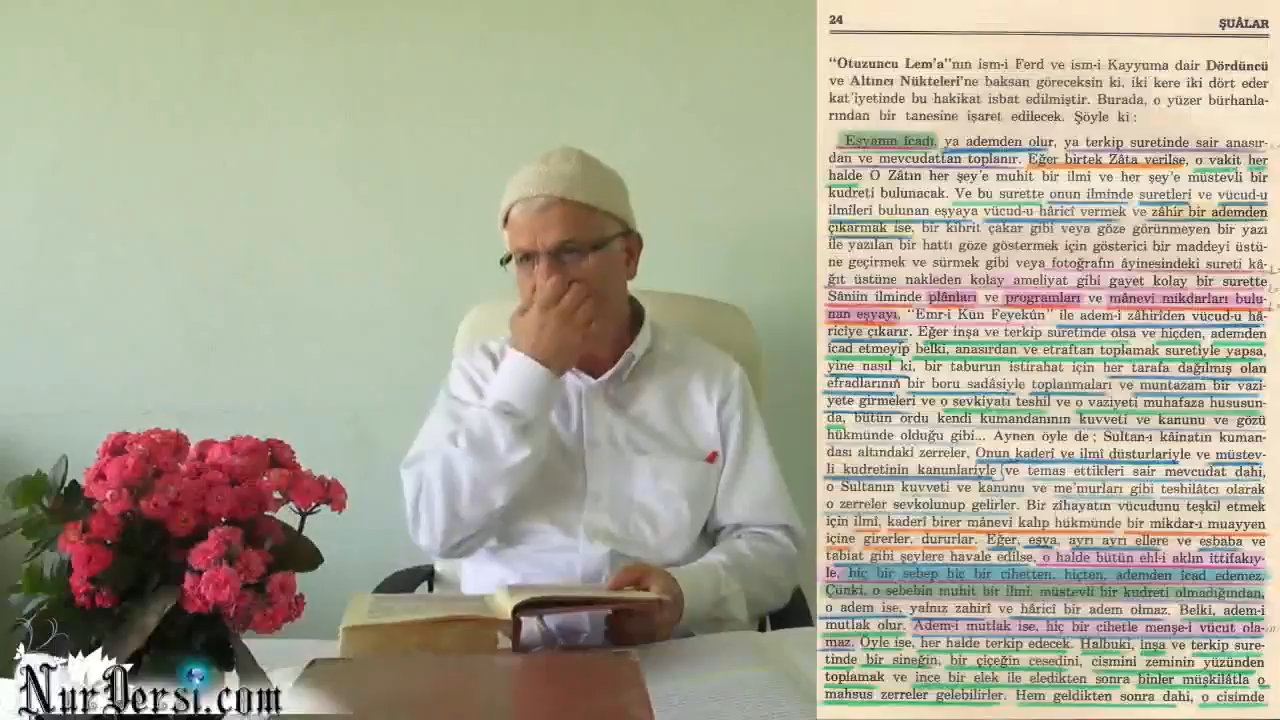 24
ŞUÂLAR
"Otuzuncu Lem'a"nın ism-i Ferd ve ism-i Kayyuma dair Dördüncü
ve Altıncı Nükteleri'ne baksan göreceksin ki, iki kere iki dört eder
kat'iyetinde bu hakikat isbat edilmiştir. Burada, o yüzer bürhanla-
rından bir tanesine işaret edilecek. Şöyle ki :
Eşyanın îcadı, ya ademden olur, ya terkip suretinde sair anasır-
dan ve mevcudattan toplanır. Eğer birtek Zâta verilse, o vakit her
halde O Zâtın her şey'e muhit bir ilmi ve her şey'e müstevli bir
kudreti bulunacak. Ve bu surette onun ilminde suretleri ve vücud-u
ilmîleri bulunan eşyaya vücud-u hâricî vermek ve zâhir bir ademden
çıkarmak ise, bir kibrit çakar gibi veya göze görünmeyen bir yazı
ile yazılan bir hattı göze göstermek için gösterici bir maddeyi üstü-
ne geçirmek ve sürmek gibi veya fotoğrafın âyinesindeki sureti kâ-
ğıt üstüne nakleden kolay ameliyat gibi gayet kolay bir surette
Sâniin ilminde plânları ve programları ve mânevî mikdarları bulu-
nan eşyayı, "Emr-i Kün Feyekûn" ile adem-i zâhirîden vücud-u hâ-
ricîye çıkarır. Eğer inşa ve terkip suretinde olsa ve hiçden, ademden
îcad etmeyip belki, anasırdan ve etraftan toplamak suretiyle yapsa,
yine nasıl ki, bir taburun istirahat için her tarafa dağılmış olan
efradlarının bir boru sadâsiyle toplanmaları ve muntazam bir vazi-
yete girmeleri ve o sevkiyatı teshil ve o vaziyeti muhafaza hususun-
da, bütün ordu kendi kumandanının kuvveti ve kanunu ve gözü
hükmünde olduğu gibi... Aynen öyle de ; Sultan-ı kâinatın kuman-
dası altındaki zerreler, Onun kaderî ve ilmî düsturlariyle ve müstev-
li kudretinin kanunlariyle ve temas ettikleri sair mevcudat dahi,
o Sultanın kuvveti ve kanunu ve me'murları gibi teshilâtcı olarak
o zerreler sevkolunup gelirler. Bir zîhayatın vücudunu teşkil etmek
için ilmî, kaderî birer mânevî kalıp hükmünde bir mikdar-ı muayyen
içine girerler, dururlar. Eğer, eşya, ayrı ayrı ellere ve esbaba ve
tabiat gibi şeylere havale edilse, o halde bütün ehl-i aklın ittifakıy-
le, hiç bir sebep hiç bir cihetten, hiçten, ademden icad edemez.
Çünki, o sebebin muhit bir ilmi, müstevli bir kudreti olmadığından,
o adem ise, yalnız zahirî ve hâricî bir adem olmaz. Belki, adem-i
mutlak olur. Adem-i mutlak ise, hiç bir cihetle menşe-i vücut ola-
maz. Öyle ise, her halde terkip edecek. Halbuki, inşa ve terkip sure-
tinde bir sineğin, bir çiçeğin cesedini, cismini zeminin yüzünden
toplamak ve ince bir elek ile eledikten sonra binler müşkilâtla o
mahsus zerreler gelebilirler. Hem geldikten sonra dahi, o cisimde
NurDersi.com